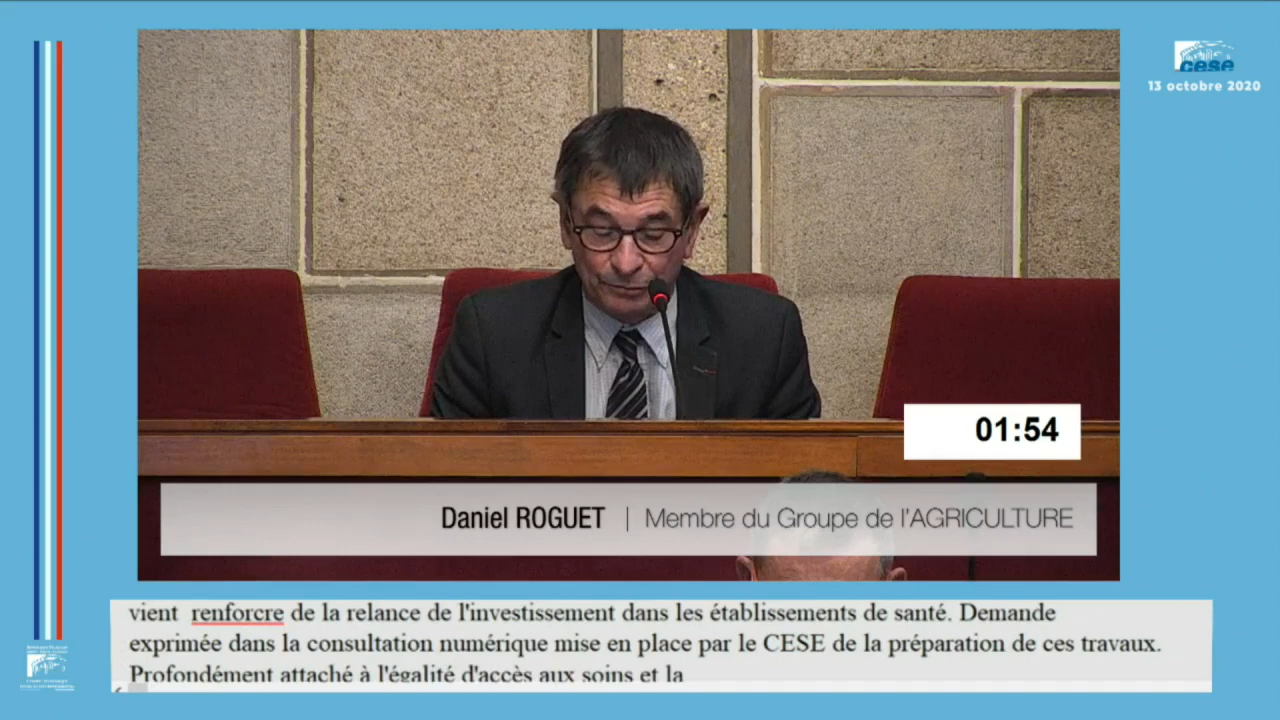 cese
13 octobre 2020
01:54
Daniel ROGUET | Membre du Groupe de l'AGRICULTURE
vient renforcre de la relance de l'investissement dans les établissements de santé. Demande
exprimée dans la consultation numérique mise en place par le CESE de la préparation de ces travaux.
Profondément attaché à l'égalité d'accès aux soins et la